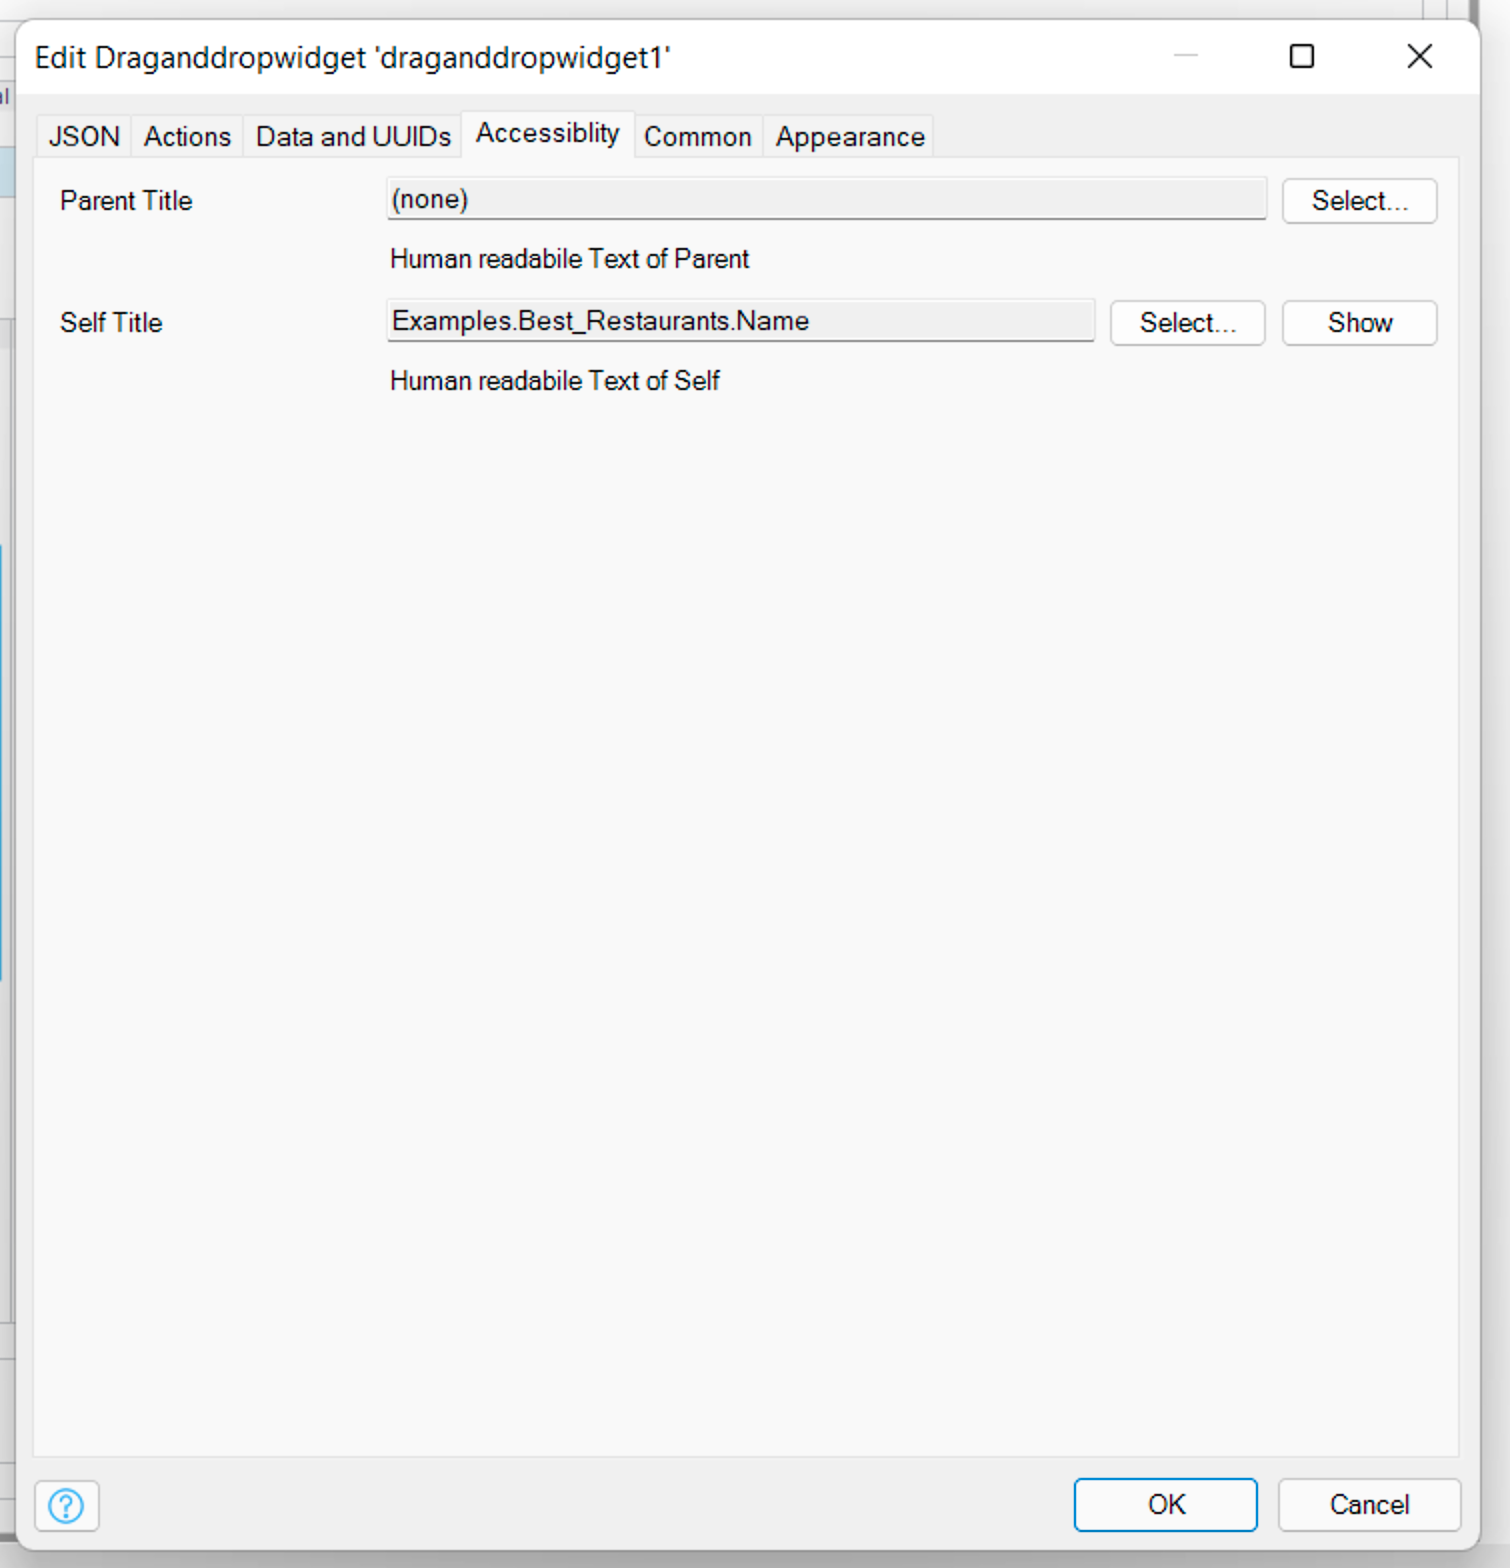 Edit Draganddropwidget 'draganddropwidget1'
al
JSON Actions Data and UUIDs Accessiblity Common Appearance
Parent Title (none) Select...
Human readabile Text of Parent
Self Title Examples.Best_Restaurants.Name Select... Show
Human readabile Text of Self
? OK Cancel